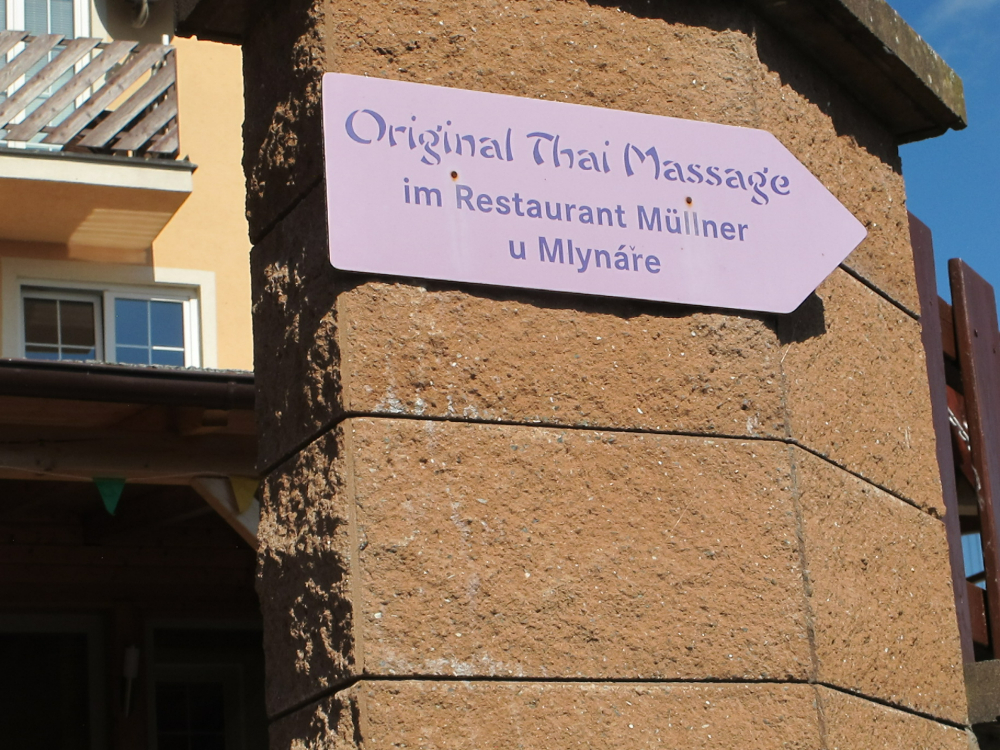 Original Thai Massage
im Restaurant Müllner
u Mlynáře